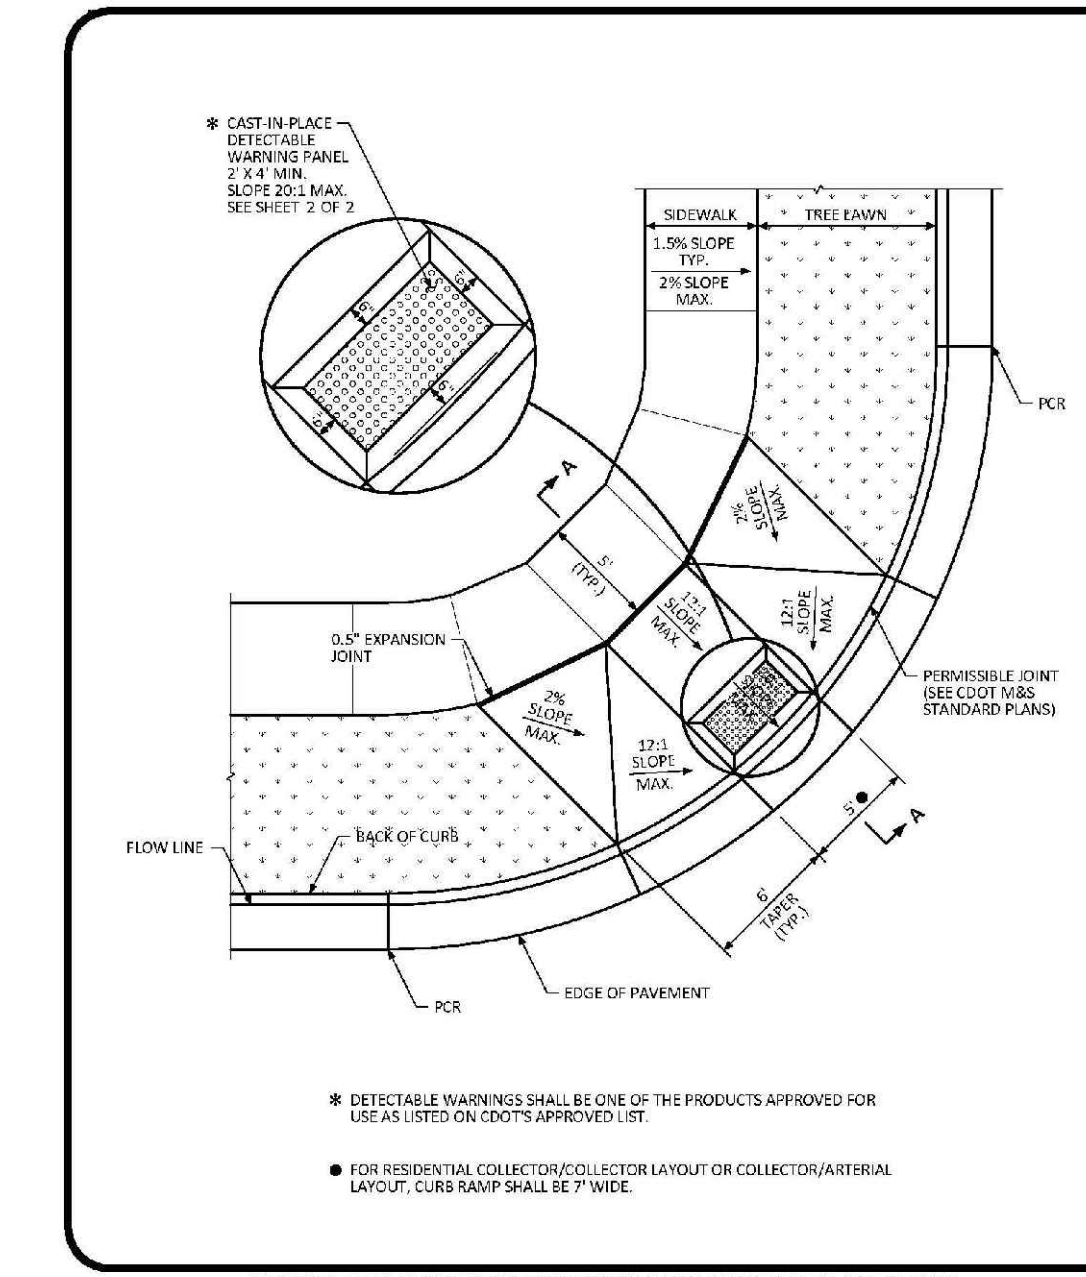 * CAST-IN-PLACE
DETECTABLE
WARNING PANEL
2' X 4' MIN.
SLOPE 20:1 MAX.
SEE SHEET 2 OF 2
6"
6"
6"
6"
SIDEWALK
TREE LAWN
1.5% SLOPE
TYP.
2% SLOPE
MAX.
PCR
A
2%
SLOPE
MAX.
5'
(TYP.)
12:1
SLOPE
MAX.
12:1
SLOPE
MAX.
0.5" EXPANSION
JOINT
PERMISSIBLE JOINT
(SEE CDOT M&S
STANDARD PLANS)
2%
SLOPE
MAX.
12:1
SLOPE
MAX.
5' ●
A
BACK OF CURB
FLOW LINE
6'
TAPER
(TYP.)
EDGE OF PAVEMENT
PCR
* DETECTABLE WARNINGS SHALL BE ONE OF THE PRODUCTS APPROVED FOR
USE AS LISTED ON CDOT'S APPROVED LIST.
● FOR RESIDENTIAL COLLECTOR/COLLECTOR LAYOUT OR COLLECTOR/ARTERIAL
LAYOUT, CURB RAMP SHALL BE 7' WIDE.